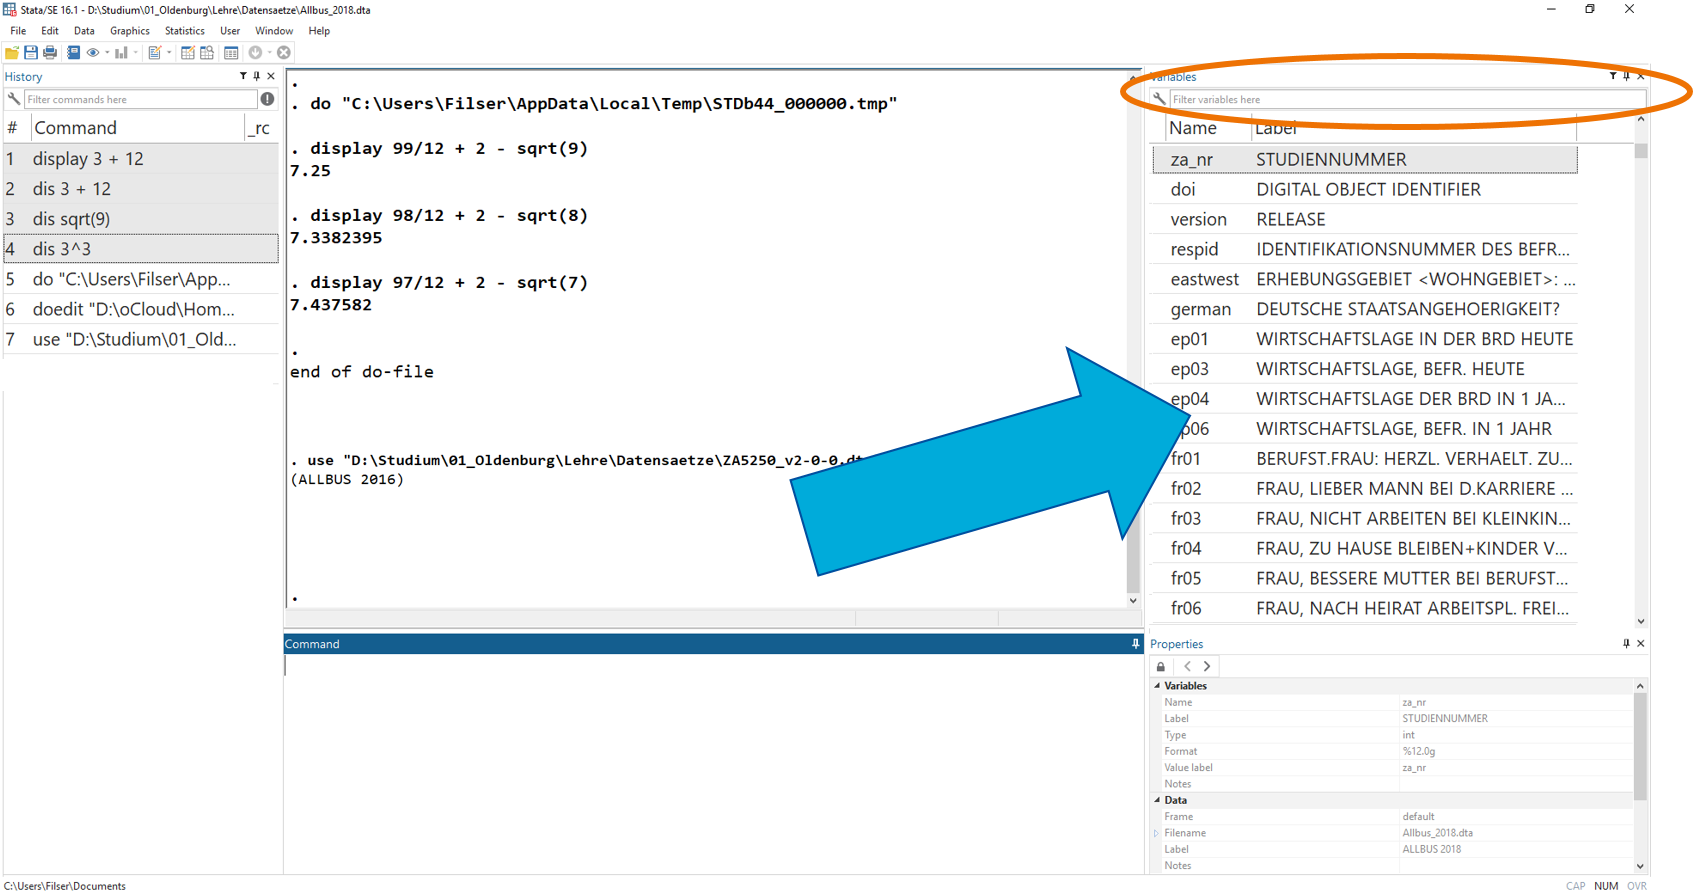 Stata/SE 16.1 - D:\Studium\01_Oldenburg\Lehre\Datensaetze\Allbus_2018.dta
File Edit Data Graphics Statistics User Window Help
History
Filter commands here
# Command _rc
1 display 3 + 12
2 dis 3 + 12
3 dis sqrt(9)
4 dis 3^3
5 do "C:\Users\Filser\App...
6 doedit "D:\oCloud\Hom...
7 use "D:\Studium\01_Old...
.
. do "C:\Users\Filser\AppData\Local\Temp\STDb44_000000.tmp"
. display 99/12 + 2 - sqrt(9)
7.25
. display 98/12 + 2 - sqrt(8)
7.3382395
. display 97/12 + 2 - sqrt(7)
7.437582
.
end of do-file
. use "D:\Studium\01_Oldenburg\Lehre\Datensaetze\ZA5250_v2-0-0.dt
(ALLBUS 2016)
.
Command
Variables
Filter variables here
Name Label
za_nr STUDIENNUMMER
doi DIGITAL OBJECT IDENTIFIER
version RELEASE
respid IDENTIFIKATIONSNUMMER DES BEFR...
eastwest ERHEBUNGSGEBIET <WOHNGEBIET>: ...
german DEUTSCHE STAATSANGEHOERIGKEIT?
ep01 WIRTSCHAFTSLAGE IN DER BRD HEUTE
ep03 WIRTSCHAFTSLAGE, BEFR. HEUTE
ep04 WIRTSCHAFTSLAGE DER BRD IN 1 JA...
ep06 WIRTSCHAFTSLAGE, BEFR. IN 1 JAHR
fr01 BERUFST.FRAU: HERZL. VERHAELT. ZU...
fr02 FRAU, LIEBER MANN BEI D.KARRIERE ...
fr03 FRAU, NICHT ARBEITEN BEI KLEINKIN...
fr04 FRAU, ZU HAUSE BLEIBEN+KINDER V...
fr05 FRAU, BESSERE MUTTER BEI BERUFST...
fr06 FRAU, NACH HEIRAT ARBEITSPL. FREI...
Properties
Variables
Name za_nr
Label STUDIENNUMMER
Type int
Format %12.0g
Value label za_nr
Notes
Data
Frame default
Filename Allbus_2018.dta
Label ALLBUS 2018
Notes
C:\Users\Filser\Documents
CAP NUM OVR